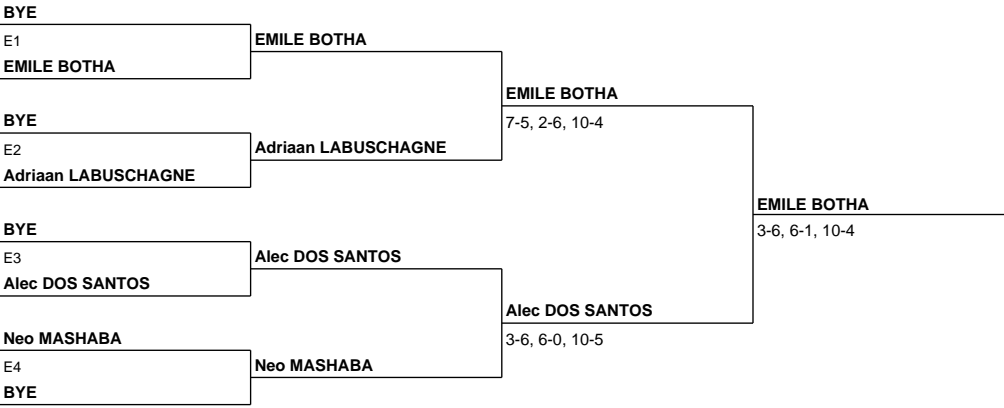 BYE
E1
EMILE BOTHA
EMILE BOTHA
BYE
E2
Adriaan LABUSCHAGNE
Adriaan LABUSCHAGNE
EMILE BOTHA
7-5, 2-6, 10-4
BYE
E3
Alec DOS SANTOS
Alec DOS SANTOS
Neo MASHABA
E4
BYE
Neo MASHABA
Alec DOS SANTOS
3-6, 6-0, 10-5
EMILE BOTHA
3-6, 6-1, 10-4